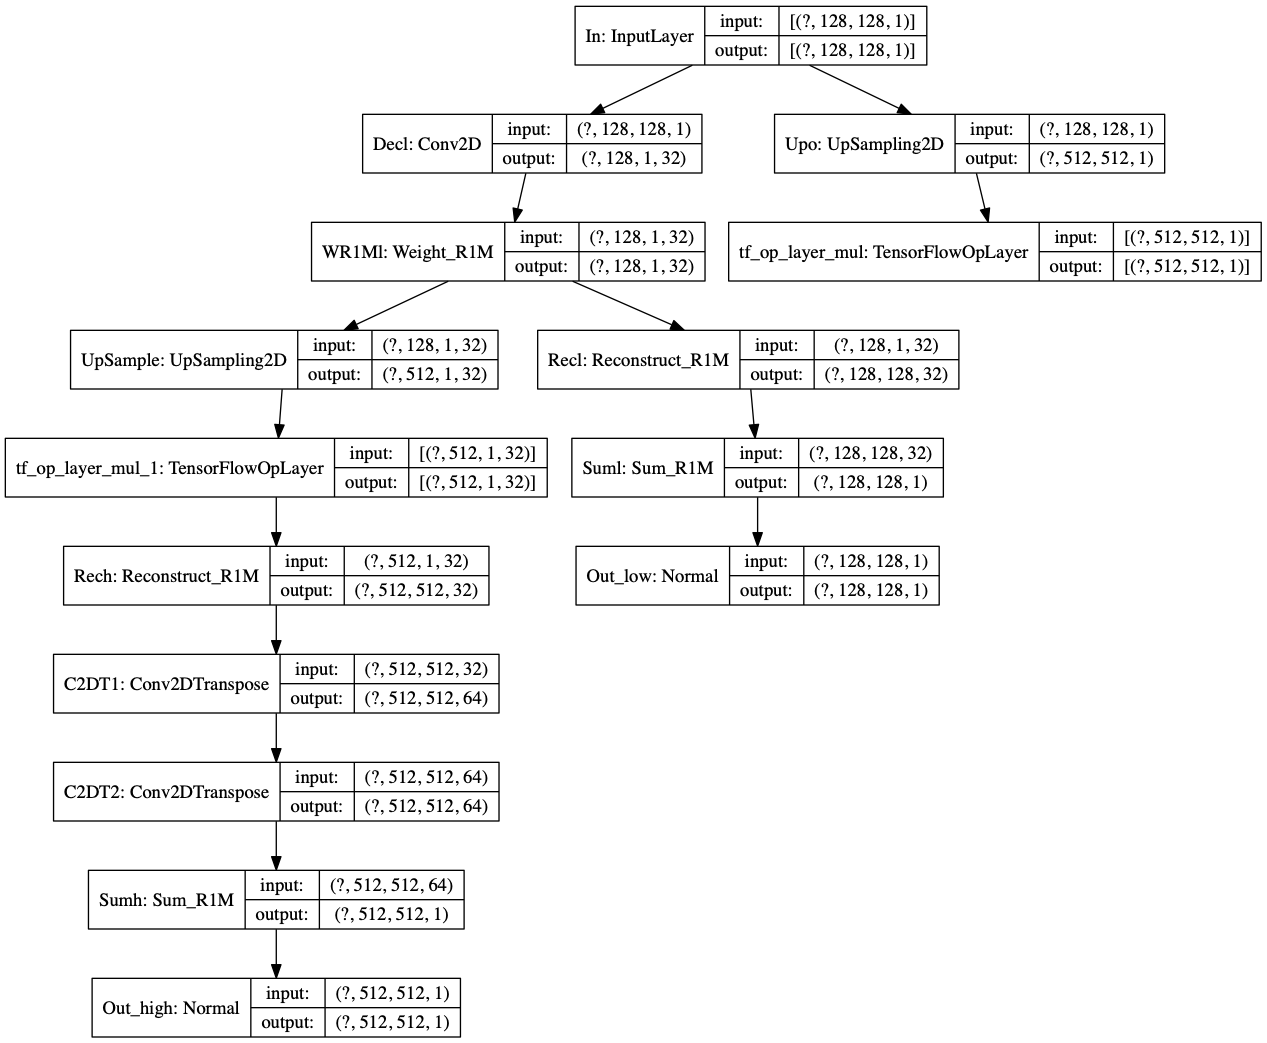 In: InputLayer
input: [(?, 128, 128, 1)]
output: [(?, 128, 128, 1)]
Decl: Conv2D
input: (?, 128, 128, 1)
output: (?, 128, 1, 32)
Upo: UpSampling2D
input: (?, 128, 128, 1)
output: (?, 512, 512, 1)
WR1Ml: Weight_R1M
input: (?, 128, 1, 32)
output: (?, 128, 1, 32)
tf_op_layer_mul: TensorFlowOpLayer
input: [(?, 512, 512, 1)]
output: [(?, 512, 512, 1)]
UpSample: UpSampling2D
input: (?, 128, 1, 32)
output: (?, 512, 1, 32)
Recl: Reconstruct_R1M
input: (?, 128, 1, 32)
output: (?, 128, 128, 32)
tf_op_layer_mul_1: TensorFlowOpLayer
input: [(?, 512, 1, 32)]
output: [(?, 512, 1, 32)]
Suml: Sum_R1M
input: (?, 128, 128, 32)
output: (?, 128, 128, 1)
Rech: Reconstruct_R1M
input: (?, 512, 1, 32)
output: (?, 512, 512, 32)
Out_low: Normal
input: (?, 128, 128, 1)
output: (?, 128, 128, 1)
C2DT1: Conv2DTranspose
input: (?, 512, 512, 32)
output: (?, 512, 512, 64)
C2DT2: Conv2DTranspose
input: (?, 512, 512, 64)
output: (?, 512, 512, 64)
Sumh: Sum_R1M
input: (?, 512, 512, 64)
output: (?, 512, 512, 1)
Out_high: Normal
input: (?, 512, 512, 1)
output: (?, 512, 512, 1)